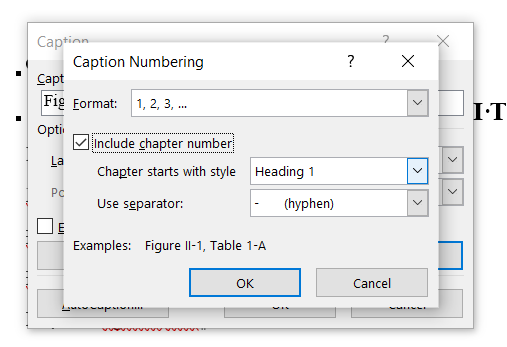 Caption ? ×
Caption Numbering ? ×
Format: 1, 2, 3, ...
Include chapter number
Chapter starts with style Heading 1
Use separator: - (hyphen)
Examples: Figure II-1, Table 1-A
OK Cancel
Capt
Fig
I·T
Optic
La
Po
E
AutoCaption... OK Cancel